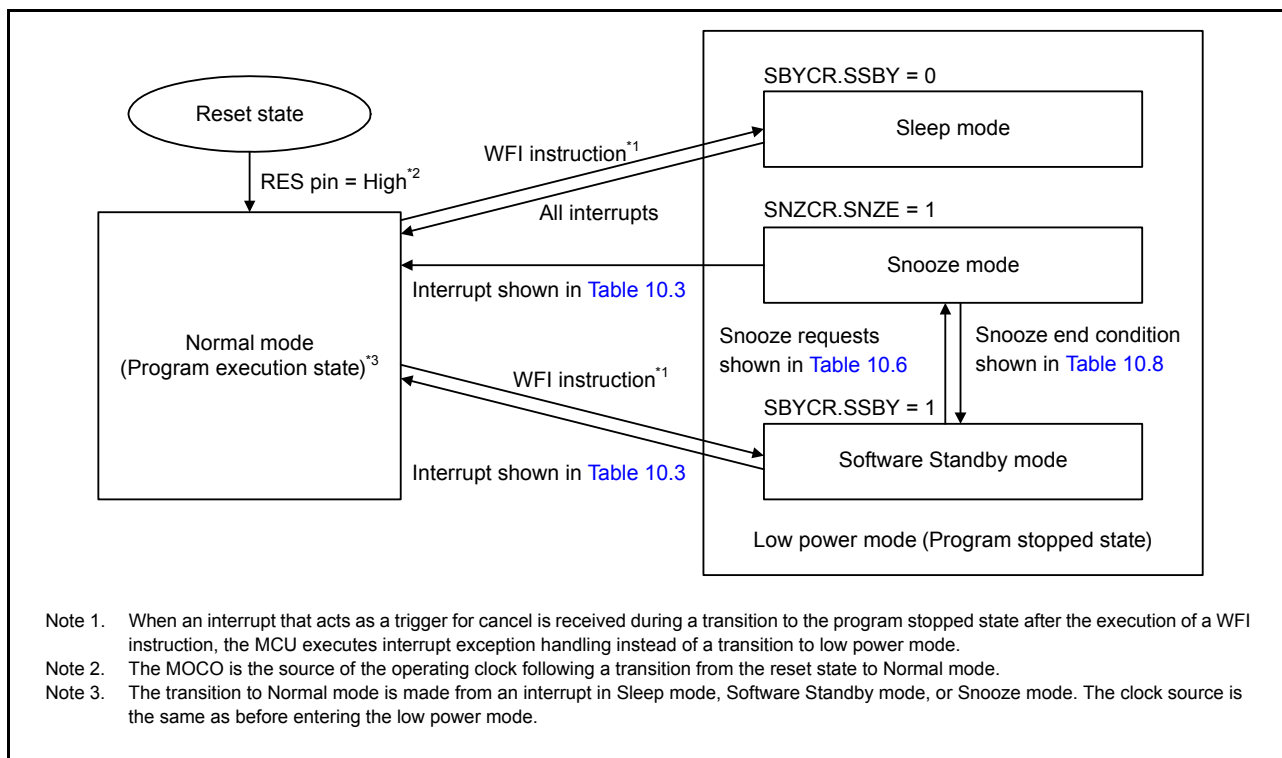 Reset state
RES pin = High*2
Normal mode
(Program execution state)*3
WFI instruction*1
All interrupts
Interrupt shown in Table 10.3
WFI instruction*1
Interrupt shown in Table 10.3
SBYCR.SSBY = 0
Sleep mode
SNZCR.SNZE = 1
Snooze mode
Snooze requests
shown in Table 10.6
Snooze end condition
shown in Table 10.8
SBYCR.SSBY = 1
Software Standby mode
Low power mode (Program stopped state)
Note 1. When an interrupt that acts as a trigger for cancel is received during a transition to the program stopped state after the execution of a WFI
instruction, the MCU executes interrupt exception handling instead of a transition to low power mode.
Note 2. The MOCO is the source of the operating clock following a transition from the reset state to Normal mode.
Note 3. The transition to Normal mode is made from an interrupt in Sleep mode, Software Standby mode, or Snooze mode. The clock source is
the same as before entering the low power mode.